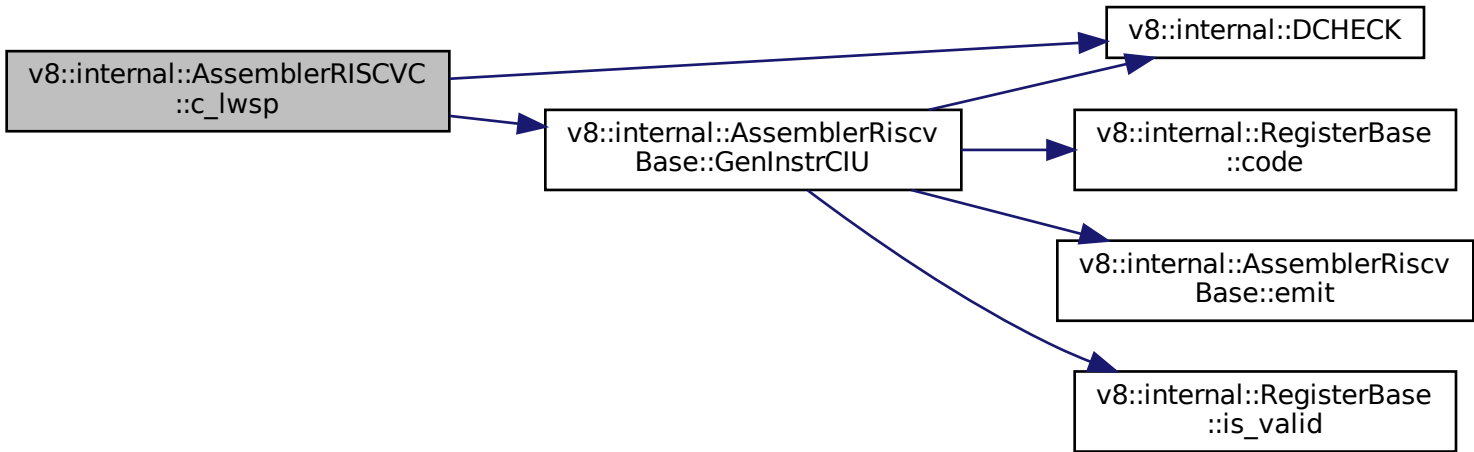 v8::internal::AssemblerRISCVC
::c_lwsp
v8::internal::AssemblerRiscv
Base::GenInstrCIU
v8::internal::DCHECK
v8::internal::RegisterBase
::code
v8::internal::AssemblerRiscv
Base::emit
v8::internal::RegisterBase
::is_valid